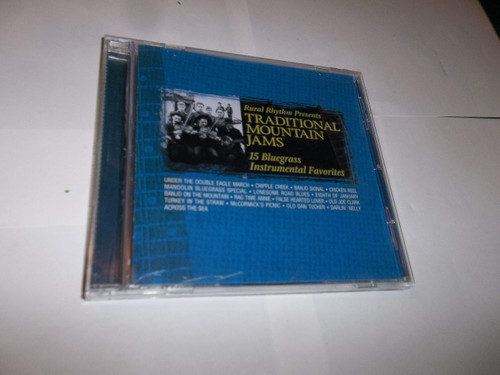 Rural Rhythm Presents
TRADITIONAL
MOUNTAIN
JAMS
15 Bluegrass
Instrumental Favorites
UNDER THE DOUBLE EAGLE MARCH • CRIPPLE CREEK • BANJO SIGNAL • CHICKEN REEL
MANDOLIN BLUEGRASS SPECIAL • LONESOME ROAD BLUES • EIGHTH OF JANUARY
BANJO ON THE MOUNTAIN • RAG TIME ANNIE • FALSE HEARTED LOVER • OLD JOE CLARK
TURKEY IN THE STRAW • McCORMICK'S PICNIC • OLD DAN TUCKER • DARLIN' NELLY
ACROSS THE SEA